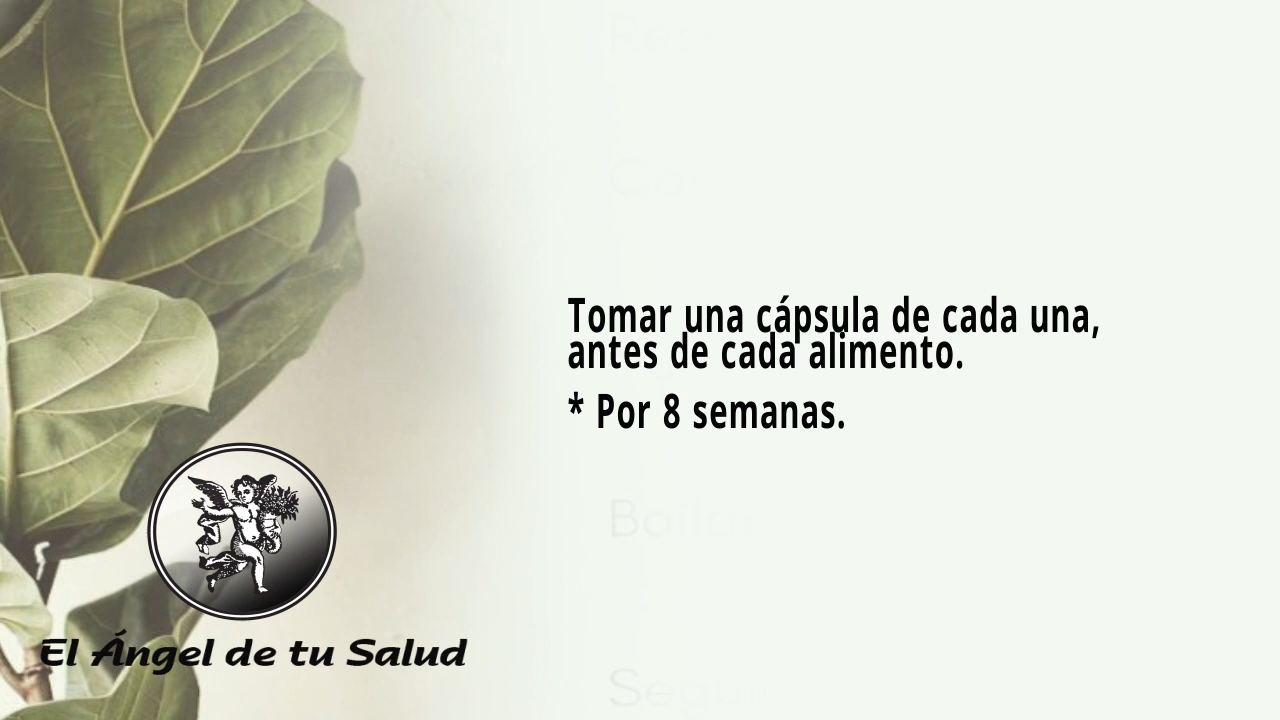 Tomar una cápsula de cada una,
antes de cada alimento.
* Por 8 semanas.
El Ángel de tu Salud